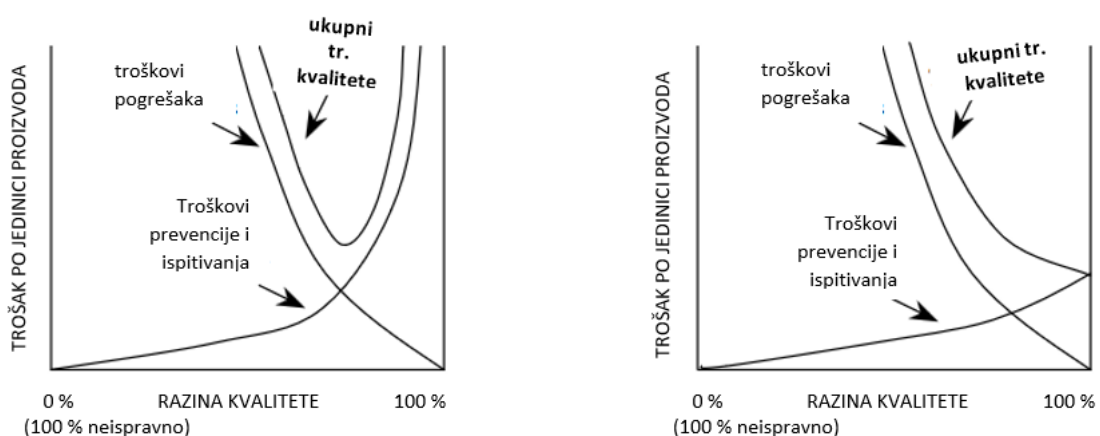 TROŠAK PO JEDINICI PROIZVODA
troškovi
pogrešaka
ukupni
tr.
kvalitete
Troškovi
prevencije i
ispitivanja
0 %
RAZINA KVALITETE
100 %
(100 % neispravno)
TROŠAK PO JEDINICI PROIZVODA
troškovi
pogrešaka
ukupni tr.
kvalitete
Troškovi
prevencije i
ispitivanja
0 %
RAZINA KVALITETE
100 %
(100 % neispravno)